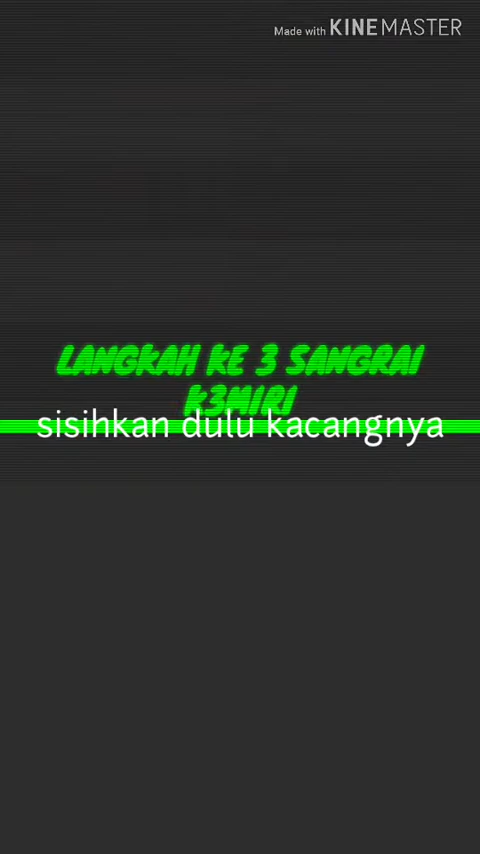 Made with KINEMASTER
LANGKAH KE 3 SANGRAI
K3MIRI
sisihkan dulu kacangnya